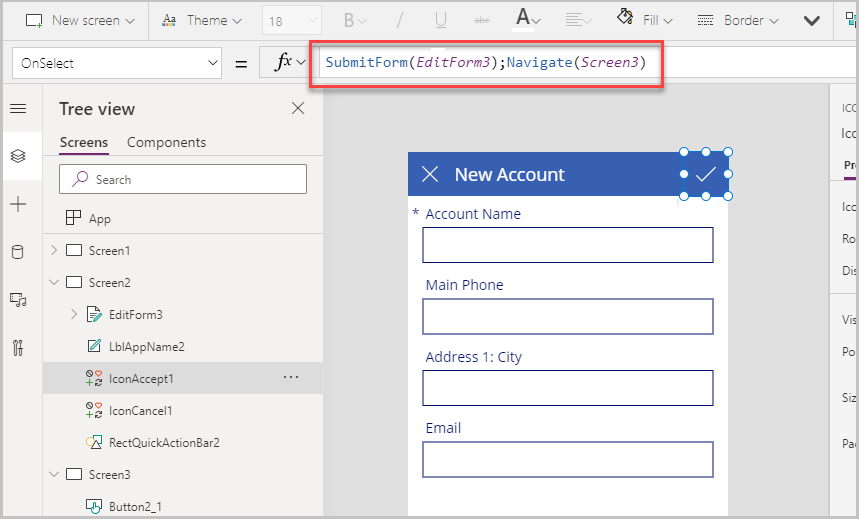 New screen Theme 18 B / U abc A Fill Border
OnSelect = fx SubmitForm(EditForm3);Navigate(Screen3)
Tree view
Screens Components
Search
App
Screen1
Screen2
EditForm3
LblAppName2
IconAccept1
IconCancel1
RectQuickActionBar2
Screen3
Button2_1
New Account
* Account Name
Main Phone
Address 1: City
Email
ICO
Ico
Pr
Ico
Ro
Dis
Vis
Po
Siz
Pac